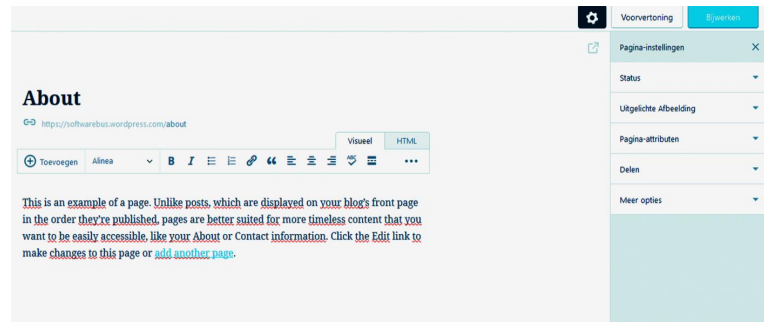 Voorvertoning
Bijwerken
Pagina-instellingen
Status
Uitgelichte Afbeelding
Pagina-attributen
Delen
Meer opties
About
https://softwarebus.wordpress.com/about
Visueel HTML
Toevoegen Alinea B I “ ABC
This is an example of a page. Unlike posts, which are displayed on your blog’s front page
in the order they’re published, pages are better suited for more timeless content that you
want to be easily accessible, like your About or Contact information. Click the Edit link to
make changes to this page or add another page.